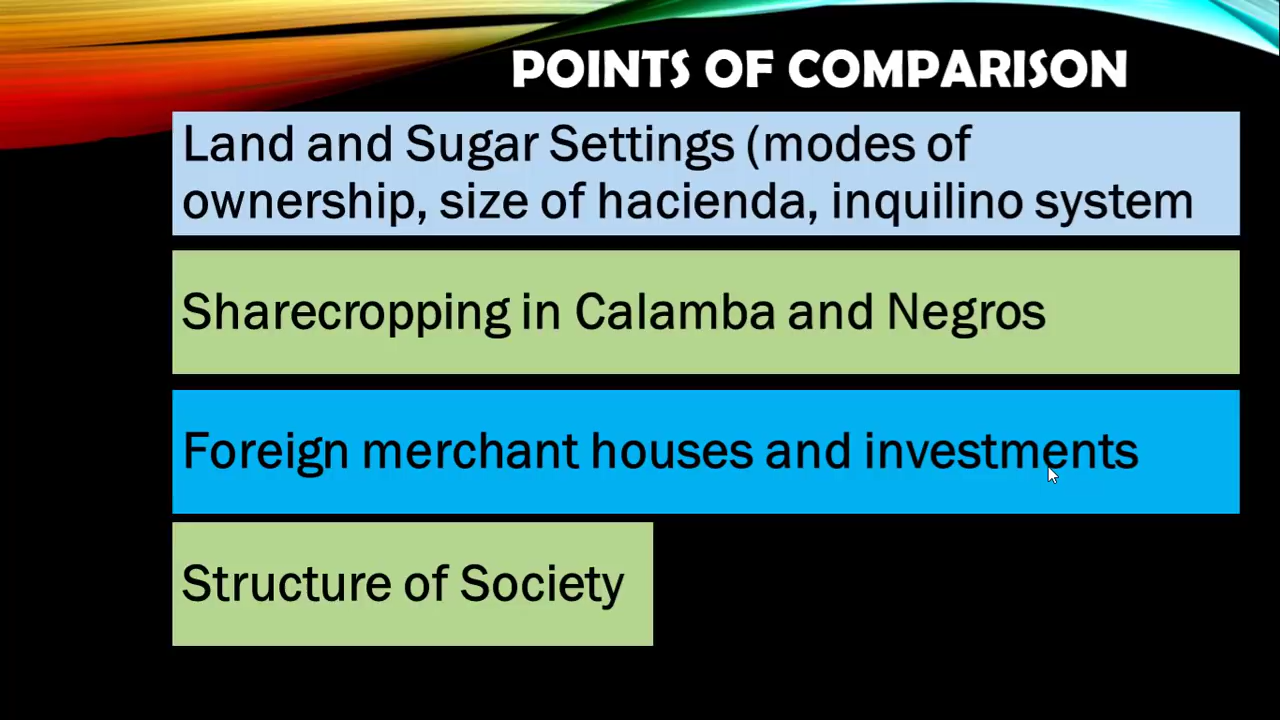 POINTS OF COMPARISON
Land and Sugar Settings (modes of
ownership, size of hacienda, inquilino system
Sharecropping in Calamba and Negros
Foreign merchant houses and investments
Structure of Society